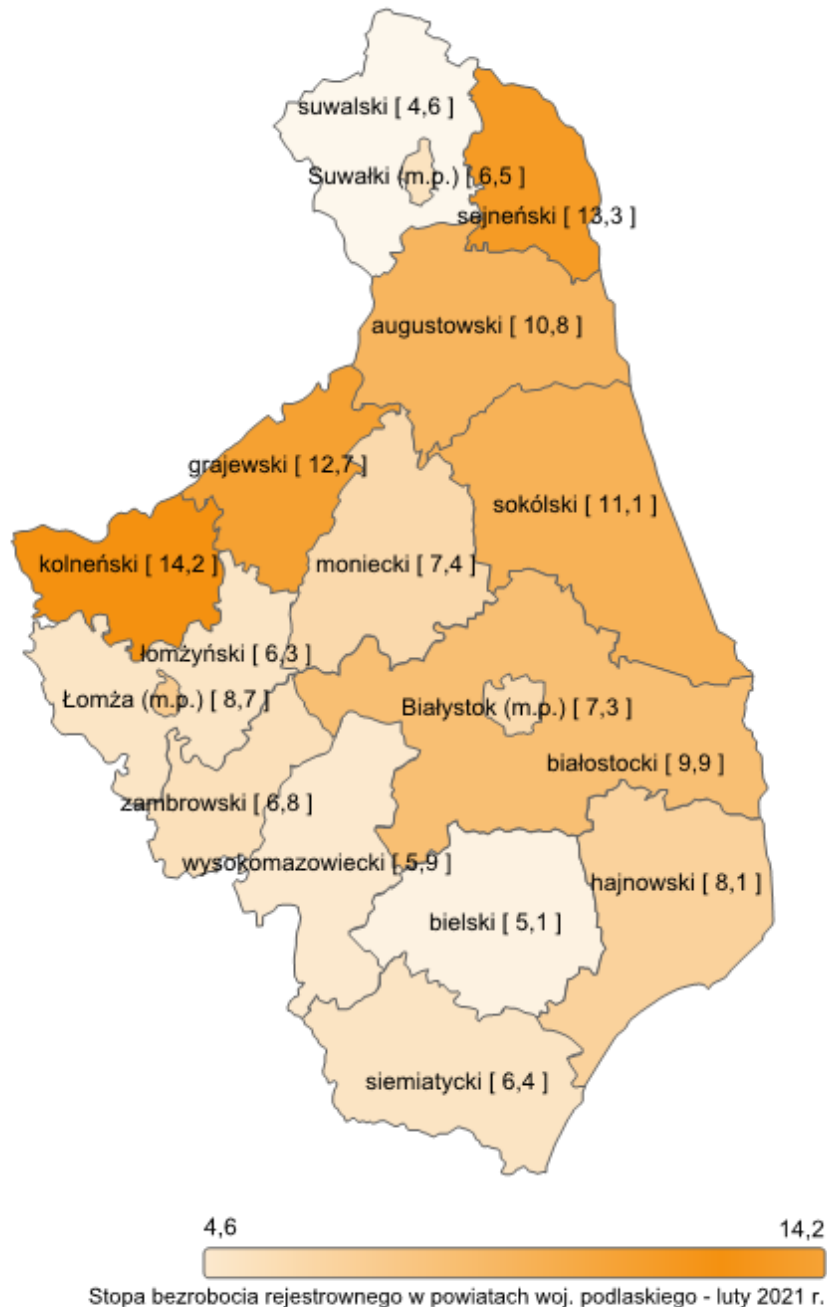 suwalski [ 4,6 ]
Suwałki (m.p.) [ 6,5 ]
sejneński [ 13,3 ]
augustowski [ 10,8 ]
grajewski [ 12,7 ]
sokólski [ 11,1 ]
kolneński [ 14,2 ]
moniecki [ 7,4 ]
łomżyński [ 6,3 ]
Łomża (m.p.) [ 8,7 ]
Białystok (m.p.) [ 7,3 ]
białostocki [ 9,9 ]
zambrowski [ 6,8 ]
wysokomazowiecki [ 5,9 ]
hajnowski [ 8,1 ]
bielski [ 5,1 ]
siemiatycki [ 6,4 ]
4,6
14,2
Stopa bezrobocia rejestrownego w powiatach woj. podlaskiego - luty 2021 r.